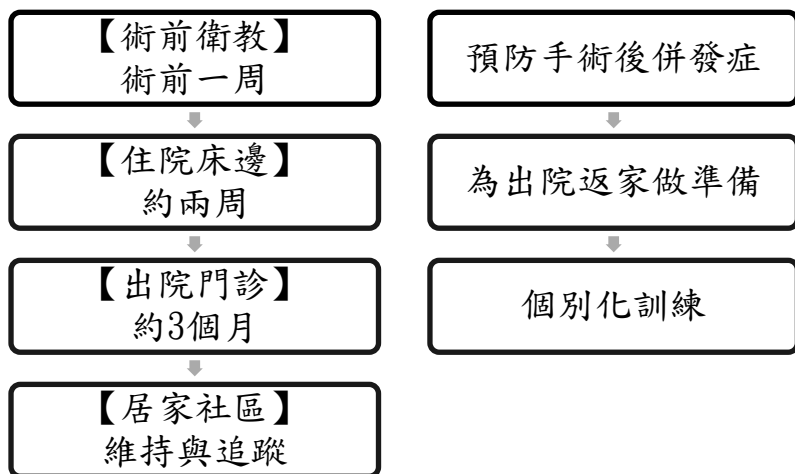 【術前衛教】
術前一周
【住院床邊】
約兩周
【出院門診】
約3個月
【居家社區】
維持與追蹤
預防手術後併發症
為出院返家做準備
個別化訓練